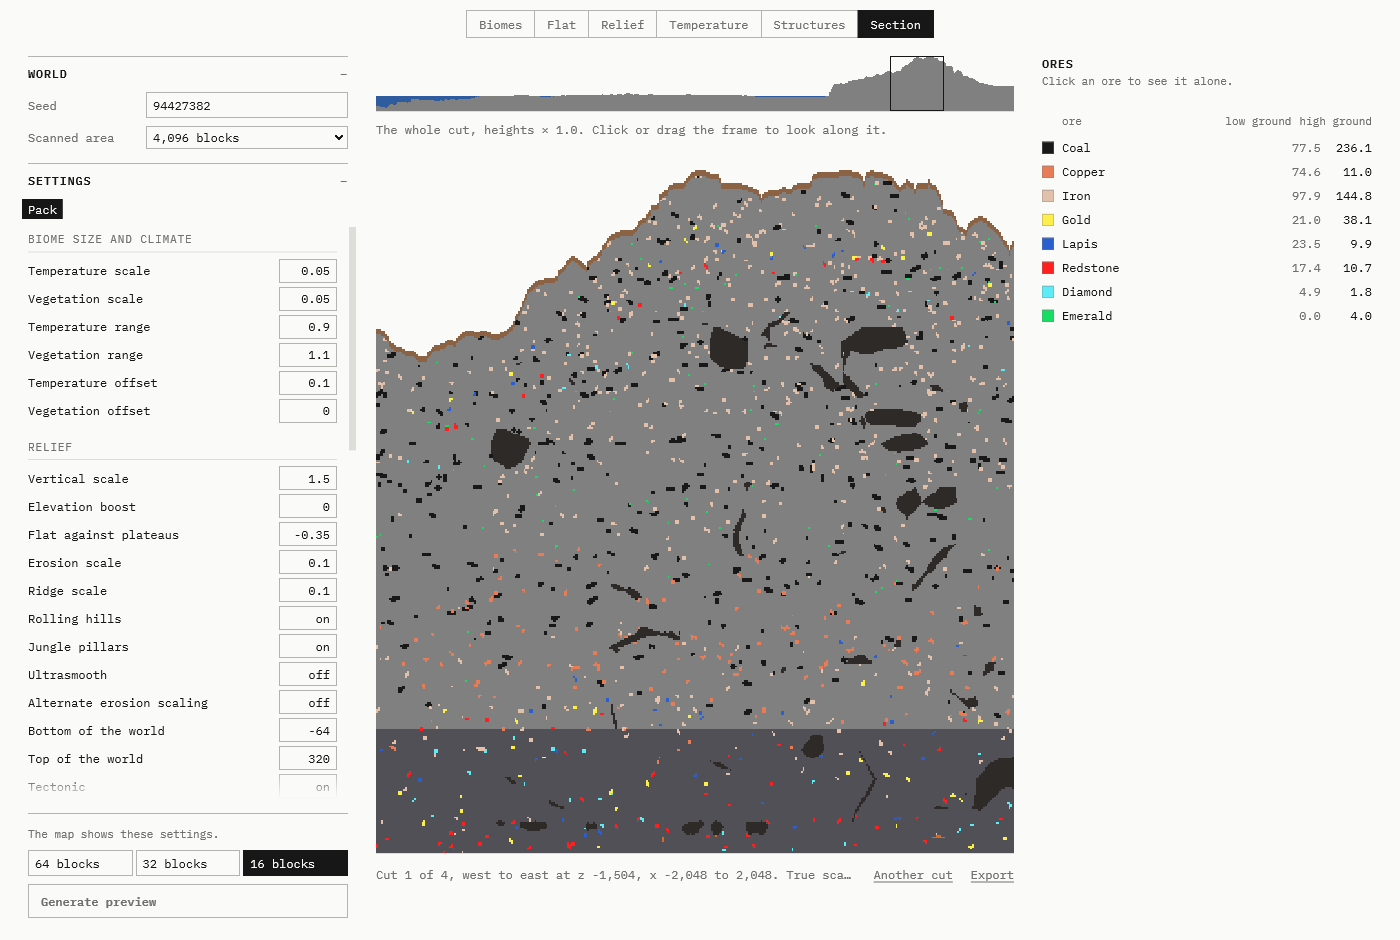 Biomes Flat Relief Temperature Structures Section
WORLD −
Seed 94427382
Scanned area 4,096 blocks
SETTINGS −
Pack
BIOME SIZE AND CLIMATE
Temperature scale 0.05
Vegetation scale 0.05
Temperature range 0.9
Vegetation range 1.1
Temperature offset 0.1
Vegetation offset 0
RELIEF
Vertical scale 1.5
Elevation boost 0
Flat against plateaus -0.35
Erosion scale 0.1
Ridge scale 0.1
Rolling hills on
Jungle pillars on
Ultrasmooth off
Alternate erosion scaling off
Bottom of the world -64
Top of the world 320
Tectonic on
The map shows these settings.
64 blocks 32 blocks 16 blocks
Generate preview
The whole cut, heights × 1.0. Click or drag the frame to look along it.
Cut 1 of 4, west to east at z -1,504, x -2,048 to 2,048. True sca…
Another cut Export
ORES
Click an ore to see it alone.
ore low ground high ground
Coal 77.5 236.1
Copper 74.6 11.0
Iron 97.9 144.8
Gold 21.0 38.1
Lapis 23.5 9.9
Redstone 17.4 10.7
Diamond 4.9 1.8
Emerald 0.0 4.0